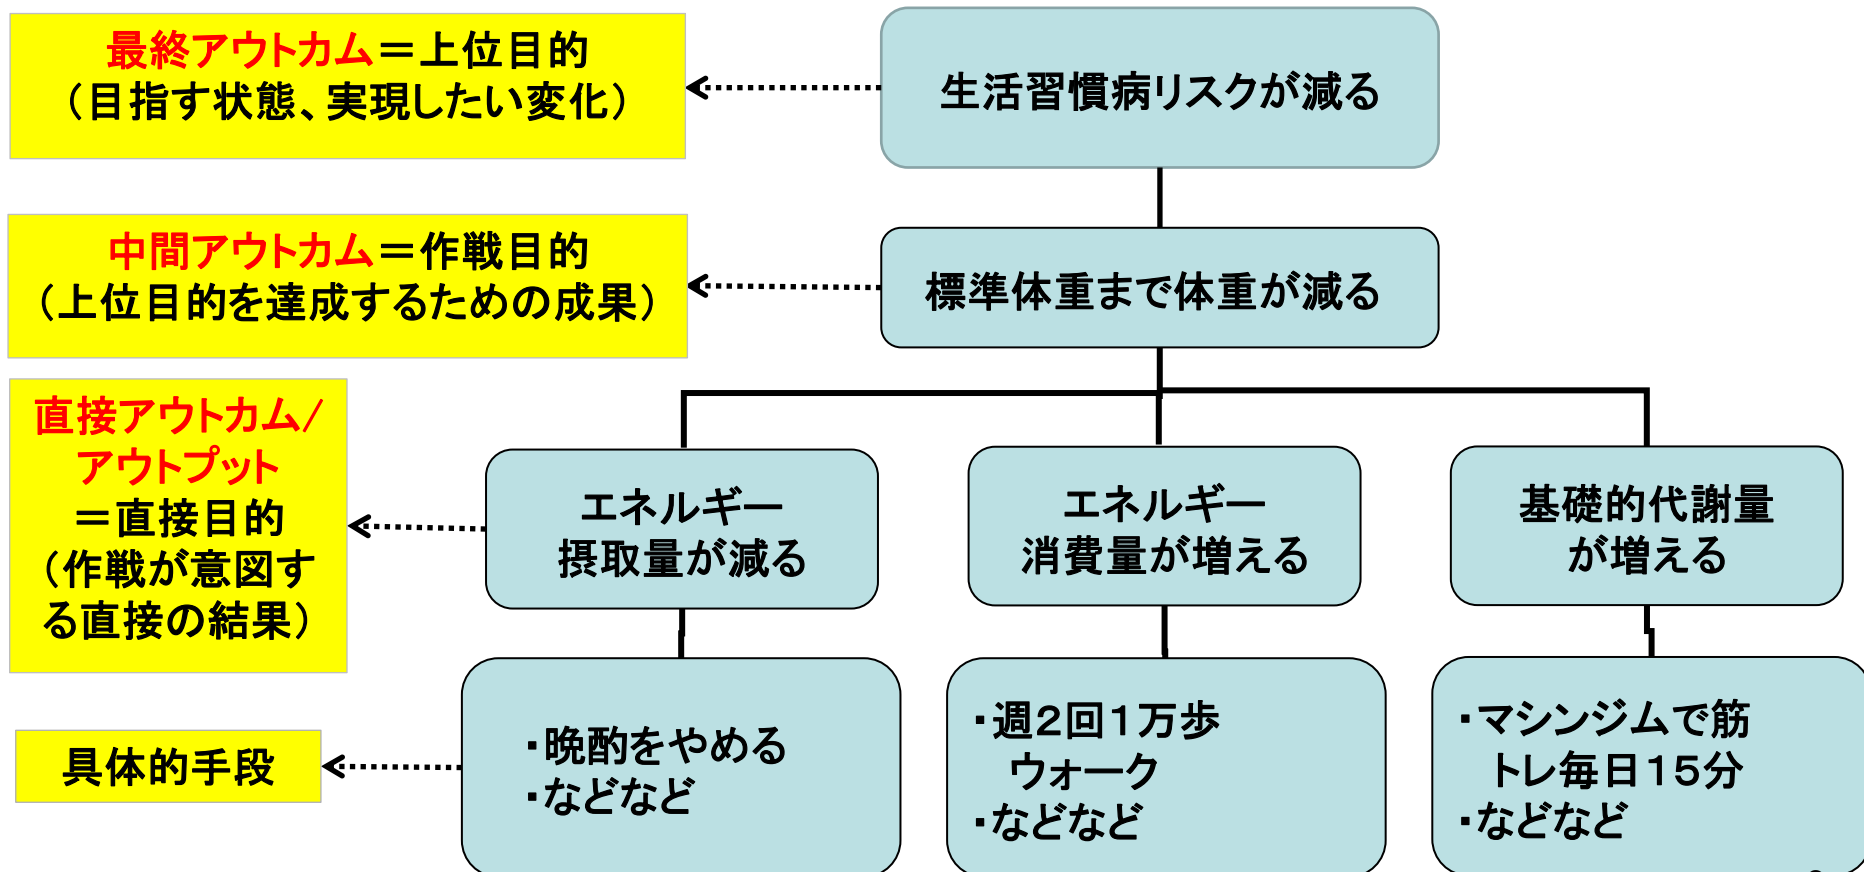 最終アウトカム＝上位目的
（目指す状態、実現したい変化）
生活習慣病リスクが減る
中間アウトカム＝作戦目的
（上位目的を達成するための成果）
標準体重まで体重が減る
直接アウトカム/
アウトプット
＝直接目的
（作戦が意図す
る直接の結果）
エネルギー
摂取量が減る
エネルギー
消費量が増える
基礎的代謝量
が増える
具体的手段
・晩酌をやめる
・などなど
・週２回１万歩
ウォーク
・などなど
・マシンジムで筋
トレ毎日１５分
・などなど